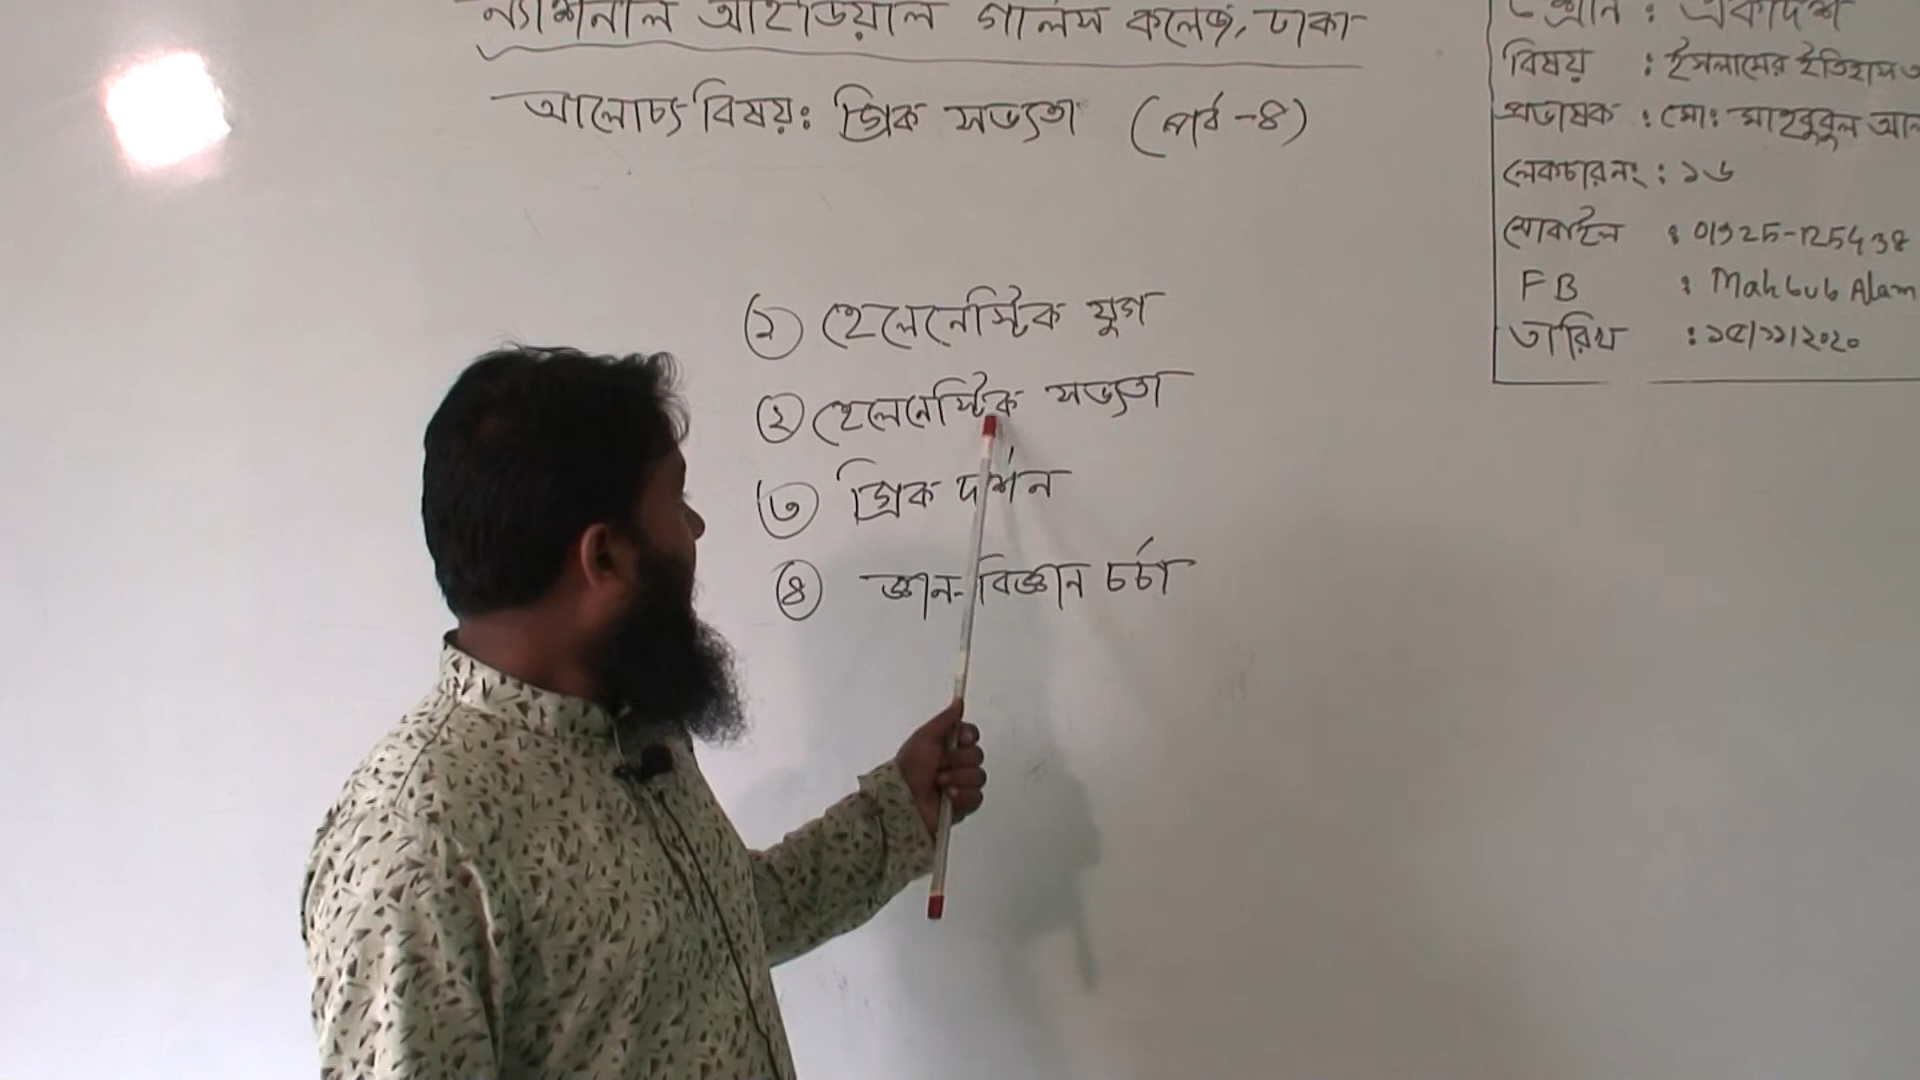 ন্যাশনাল আইডিয়াল গার্লস কলেজ, ঢাকা
আলোচ্য বিষয়ঃ গ্রিক সভ্যতা (পর্ব -৪)
১ হেলেনেস্টিক যুগ
২ হেলেনেস্টিক সভ্যতা
৩ গ্রিক দর্শন
৪ জ্ঞান-বিজ্ঞান চর্চা
শ্রেনি : একাদশ
বিষয় : ইসলামের ইতিহাস ও
প্রভাষক : মোঃ মাহবুবুল আল
লেকচার নং : ১৬
মোবাইল : 01925-125438
FB : Mahbub Alam
তারিখ : ১৫/১১/২০২০